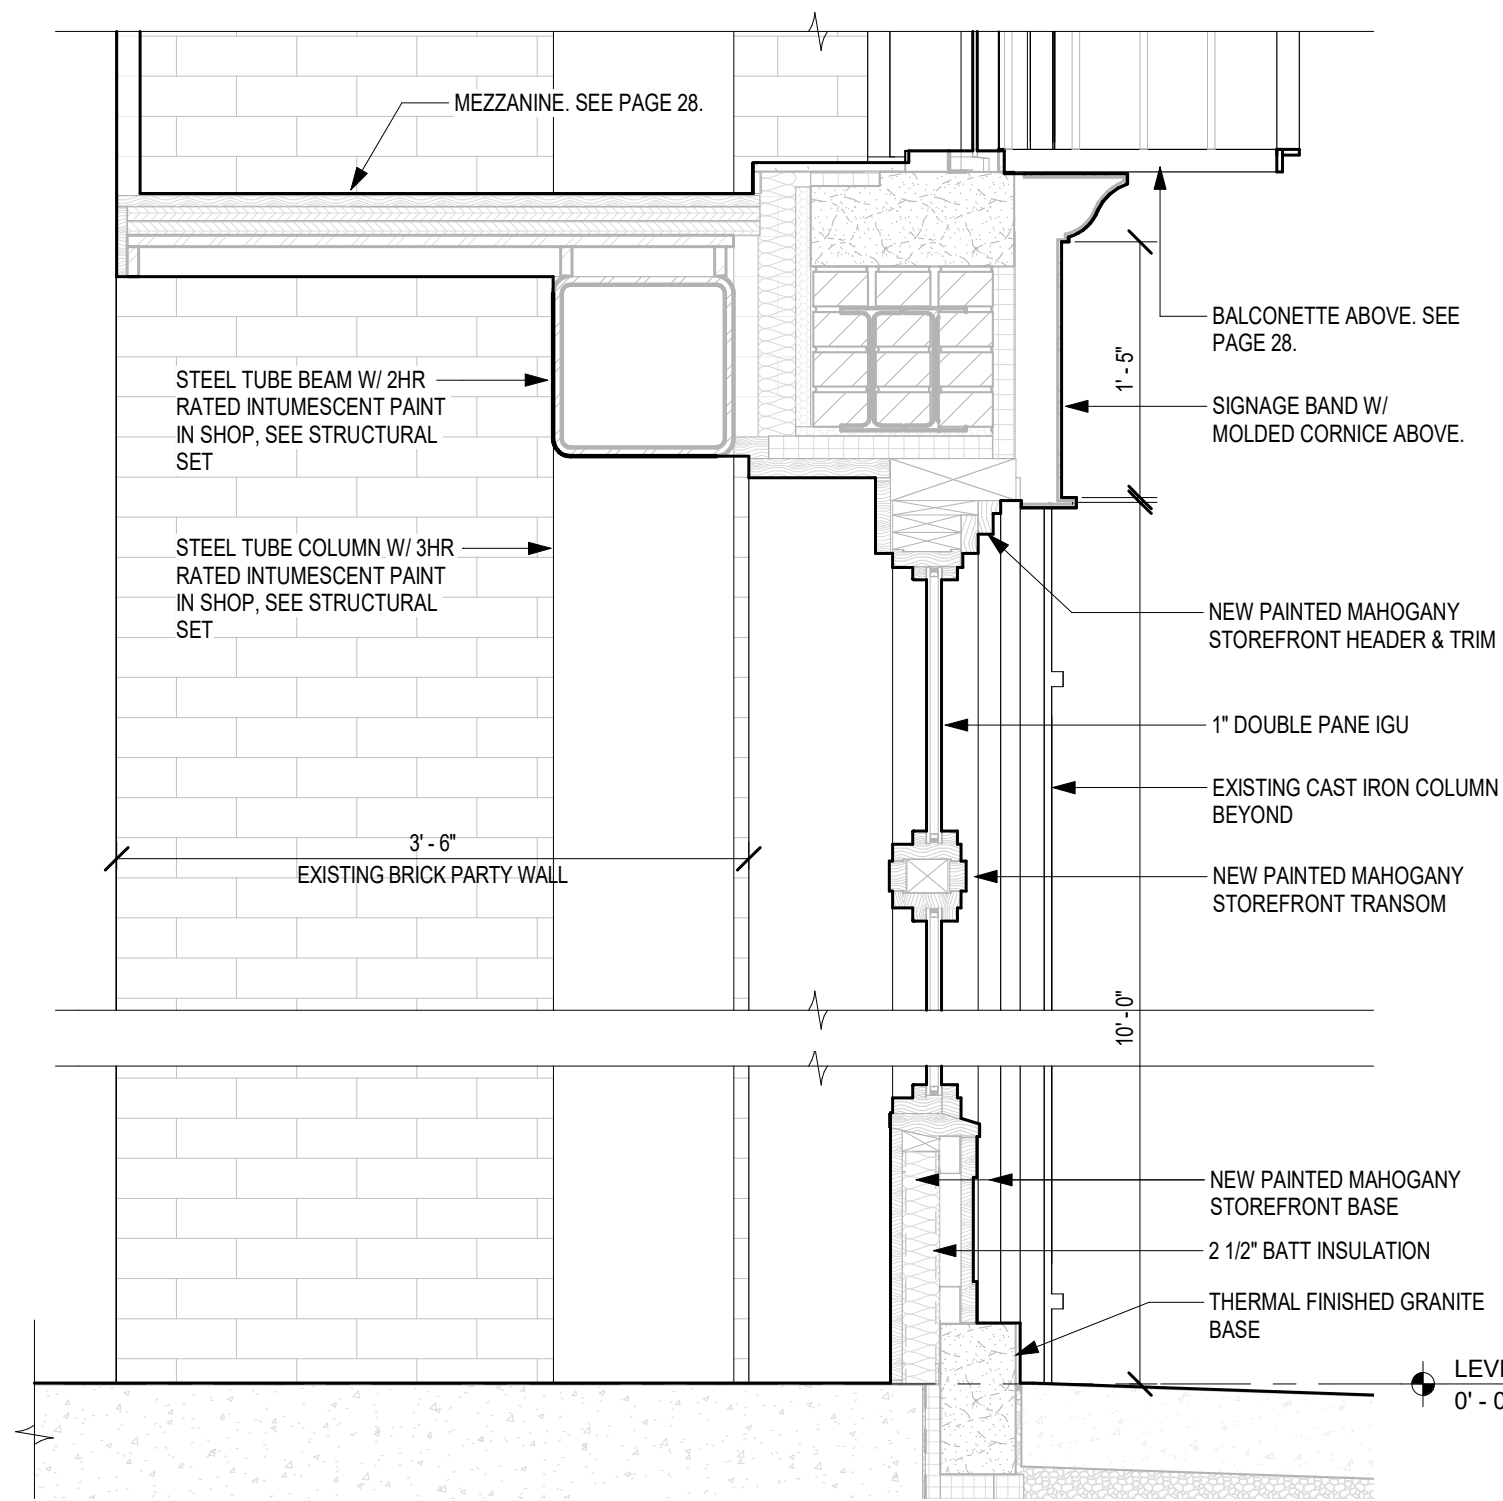 MEZZANINE. SEE PAGE 28.
BALCONETTE ABOVE. SEE
PAGE 28.
1' - 5"
STEEL TUBE BEAM W/ 2HR
RATED INTUMESCENT PAINT
IN SHOP, SEE STRUCTURAL
SET
SIGNAGE BAND W/
MOLDED CORNICE ABOVE.
STEEL TUBE COLUMN W/ 3HR
RATED INTUMESCENT PAINT
IN SHOP, SEE STRUCTURAL
SET
NEW PAINTED MAHOGANY
STOREFRONT HEADER & TRIM
1" DOUBLE PANE IGU
EXISTING CAST IRON COLUMN
BEYOND
3' - 6"
EXISTING BRICK PARTY WALL
NEW PAINTED MAHOGANY
STOREFRONT TRANSOM
10' - 0"
NEW PAINTED MAHOGANY
STOREFRONT BASE
2 1/2" BATT INSULATION
THERMAL FINISHED GRANITE
BASE
0' - 0